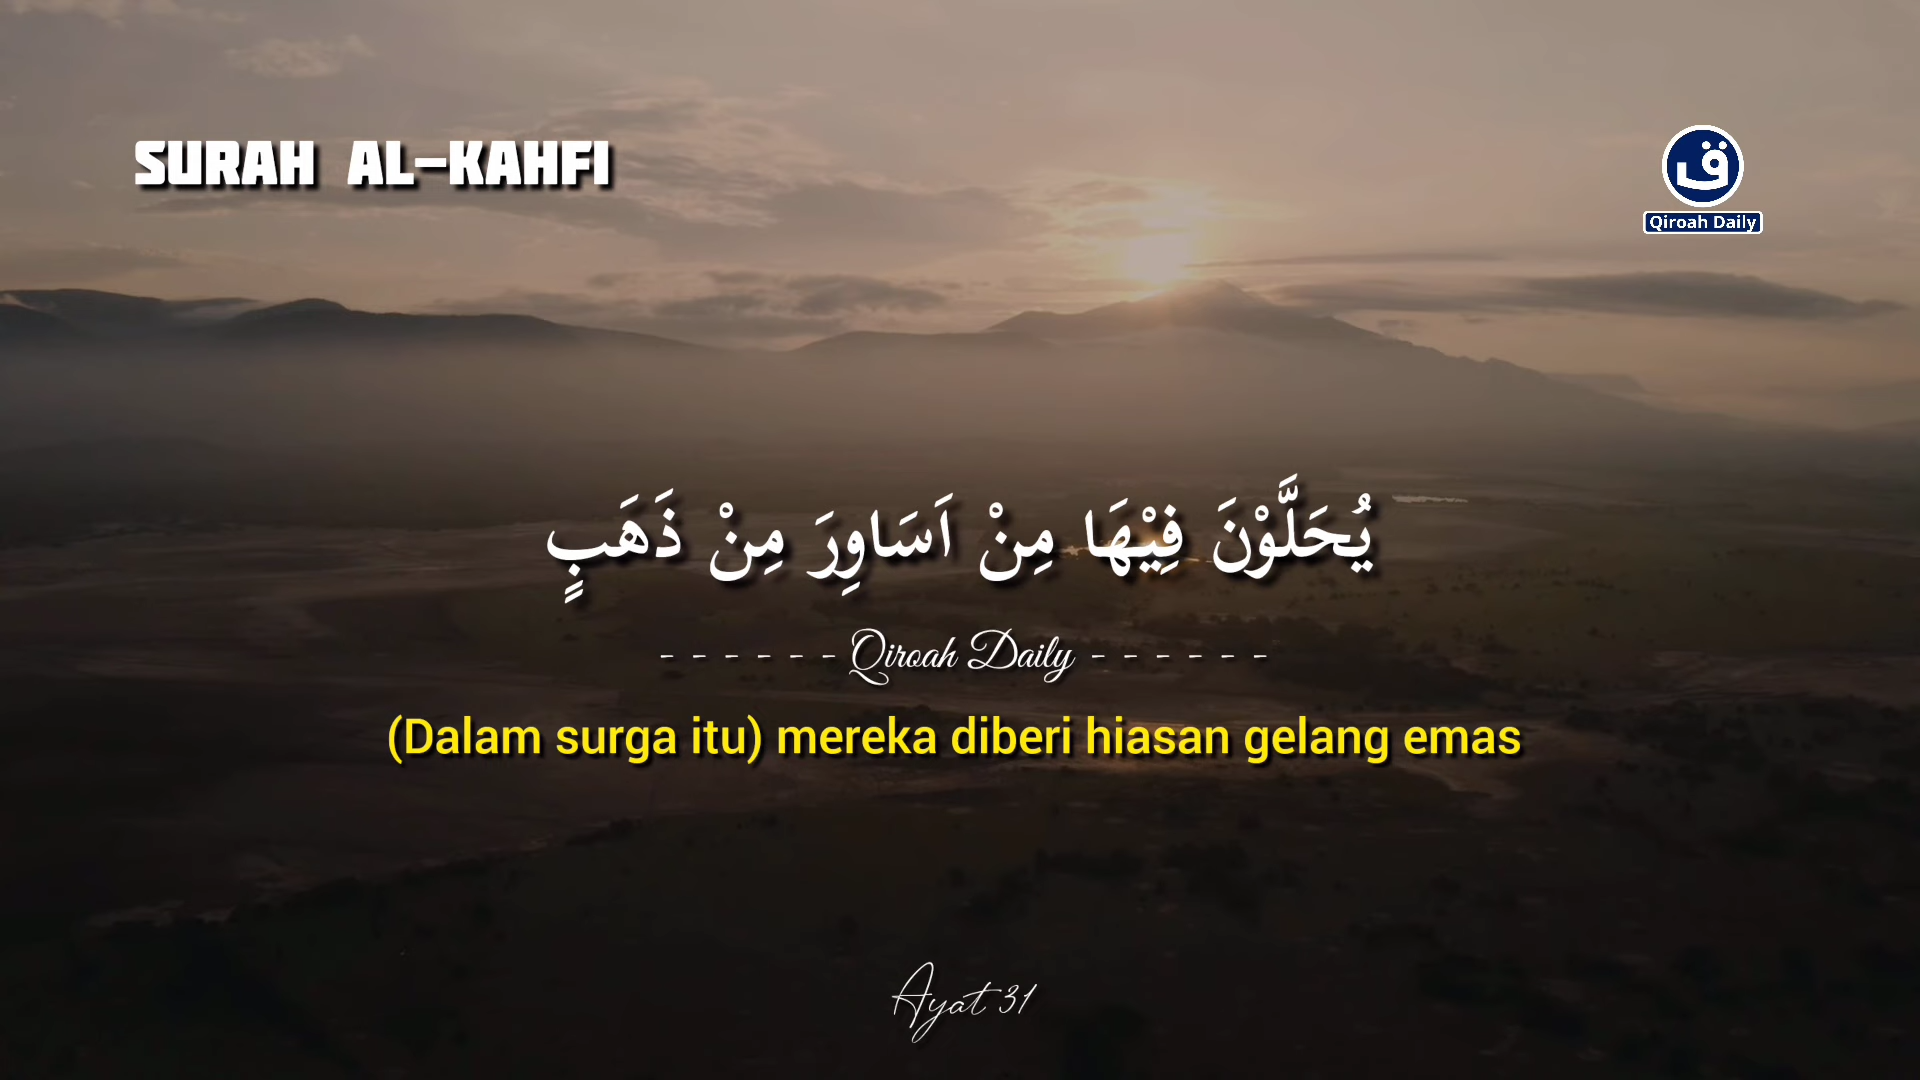 SURAH AL-KAHFI
ق
Qiroah Daily
يُحَلَّوْنَ فِيْهَا مِنْ اَسَاوِرَ مِنْ ذَهَبٍ
- - - - - - Qiroah Daily - - - - - -
(Dalam surga itu) mereka diberi hiasan gelang emas
Ayat 31